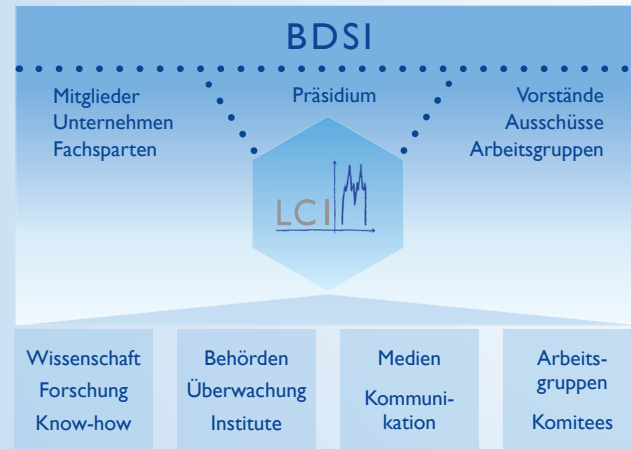 BDSI
Mitglieder
Unternehmen
Fachsparten
Präsidium
Vorstände
Ausschüsse
Arbeitsgruppen
LCI
Wissenschaft
Forschung
Know-how
Behörden
Überwachung
Institute
Medien
Kommuni-
kation
Arbeits-
gruppen
Komitees